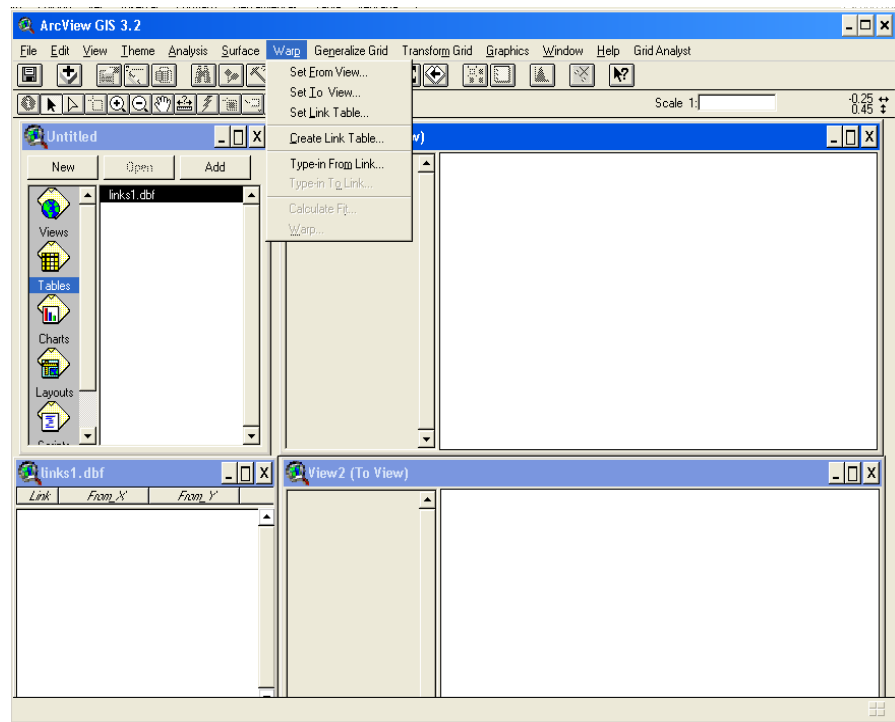 ArcView GIS 3.2
File Edit View Theme Analysis Surface Warp Generalize Grid Transform Grid Graphics Window Help Grid Analyst
Scale 1:
-0.25
0.45
Set From View...
Set To View...
Set Link Table...
Create Link Table...
Type-in From Link...
Type-in To Link...
Calculate Fit...
Warp...
Untitled
New Open Add
links1.dbf
Views
Tables
Charts
Layouts
w)
links1.dbf
Link From_X From_Y
View2 (To View)